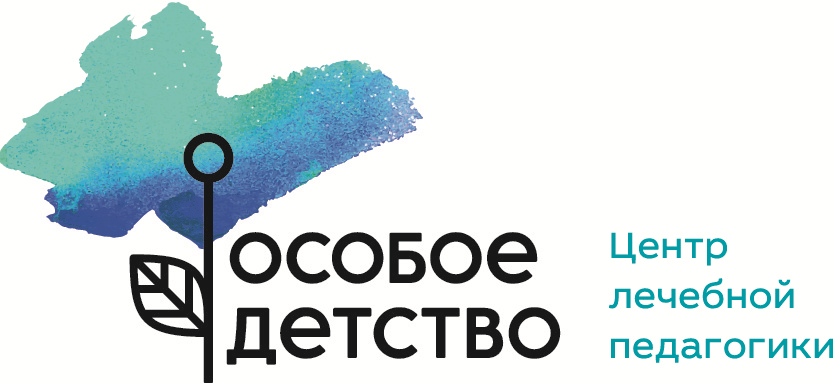 особое
детство
Центр
лечебной
педагогики